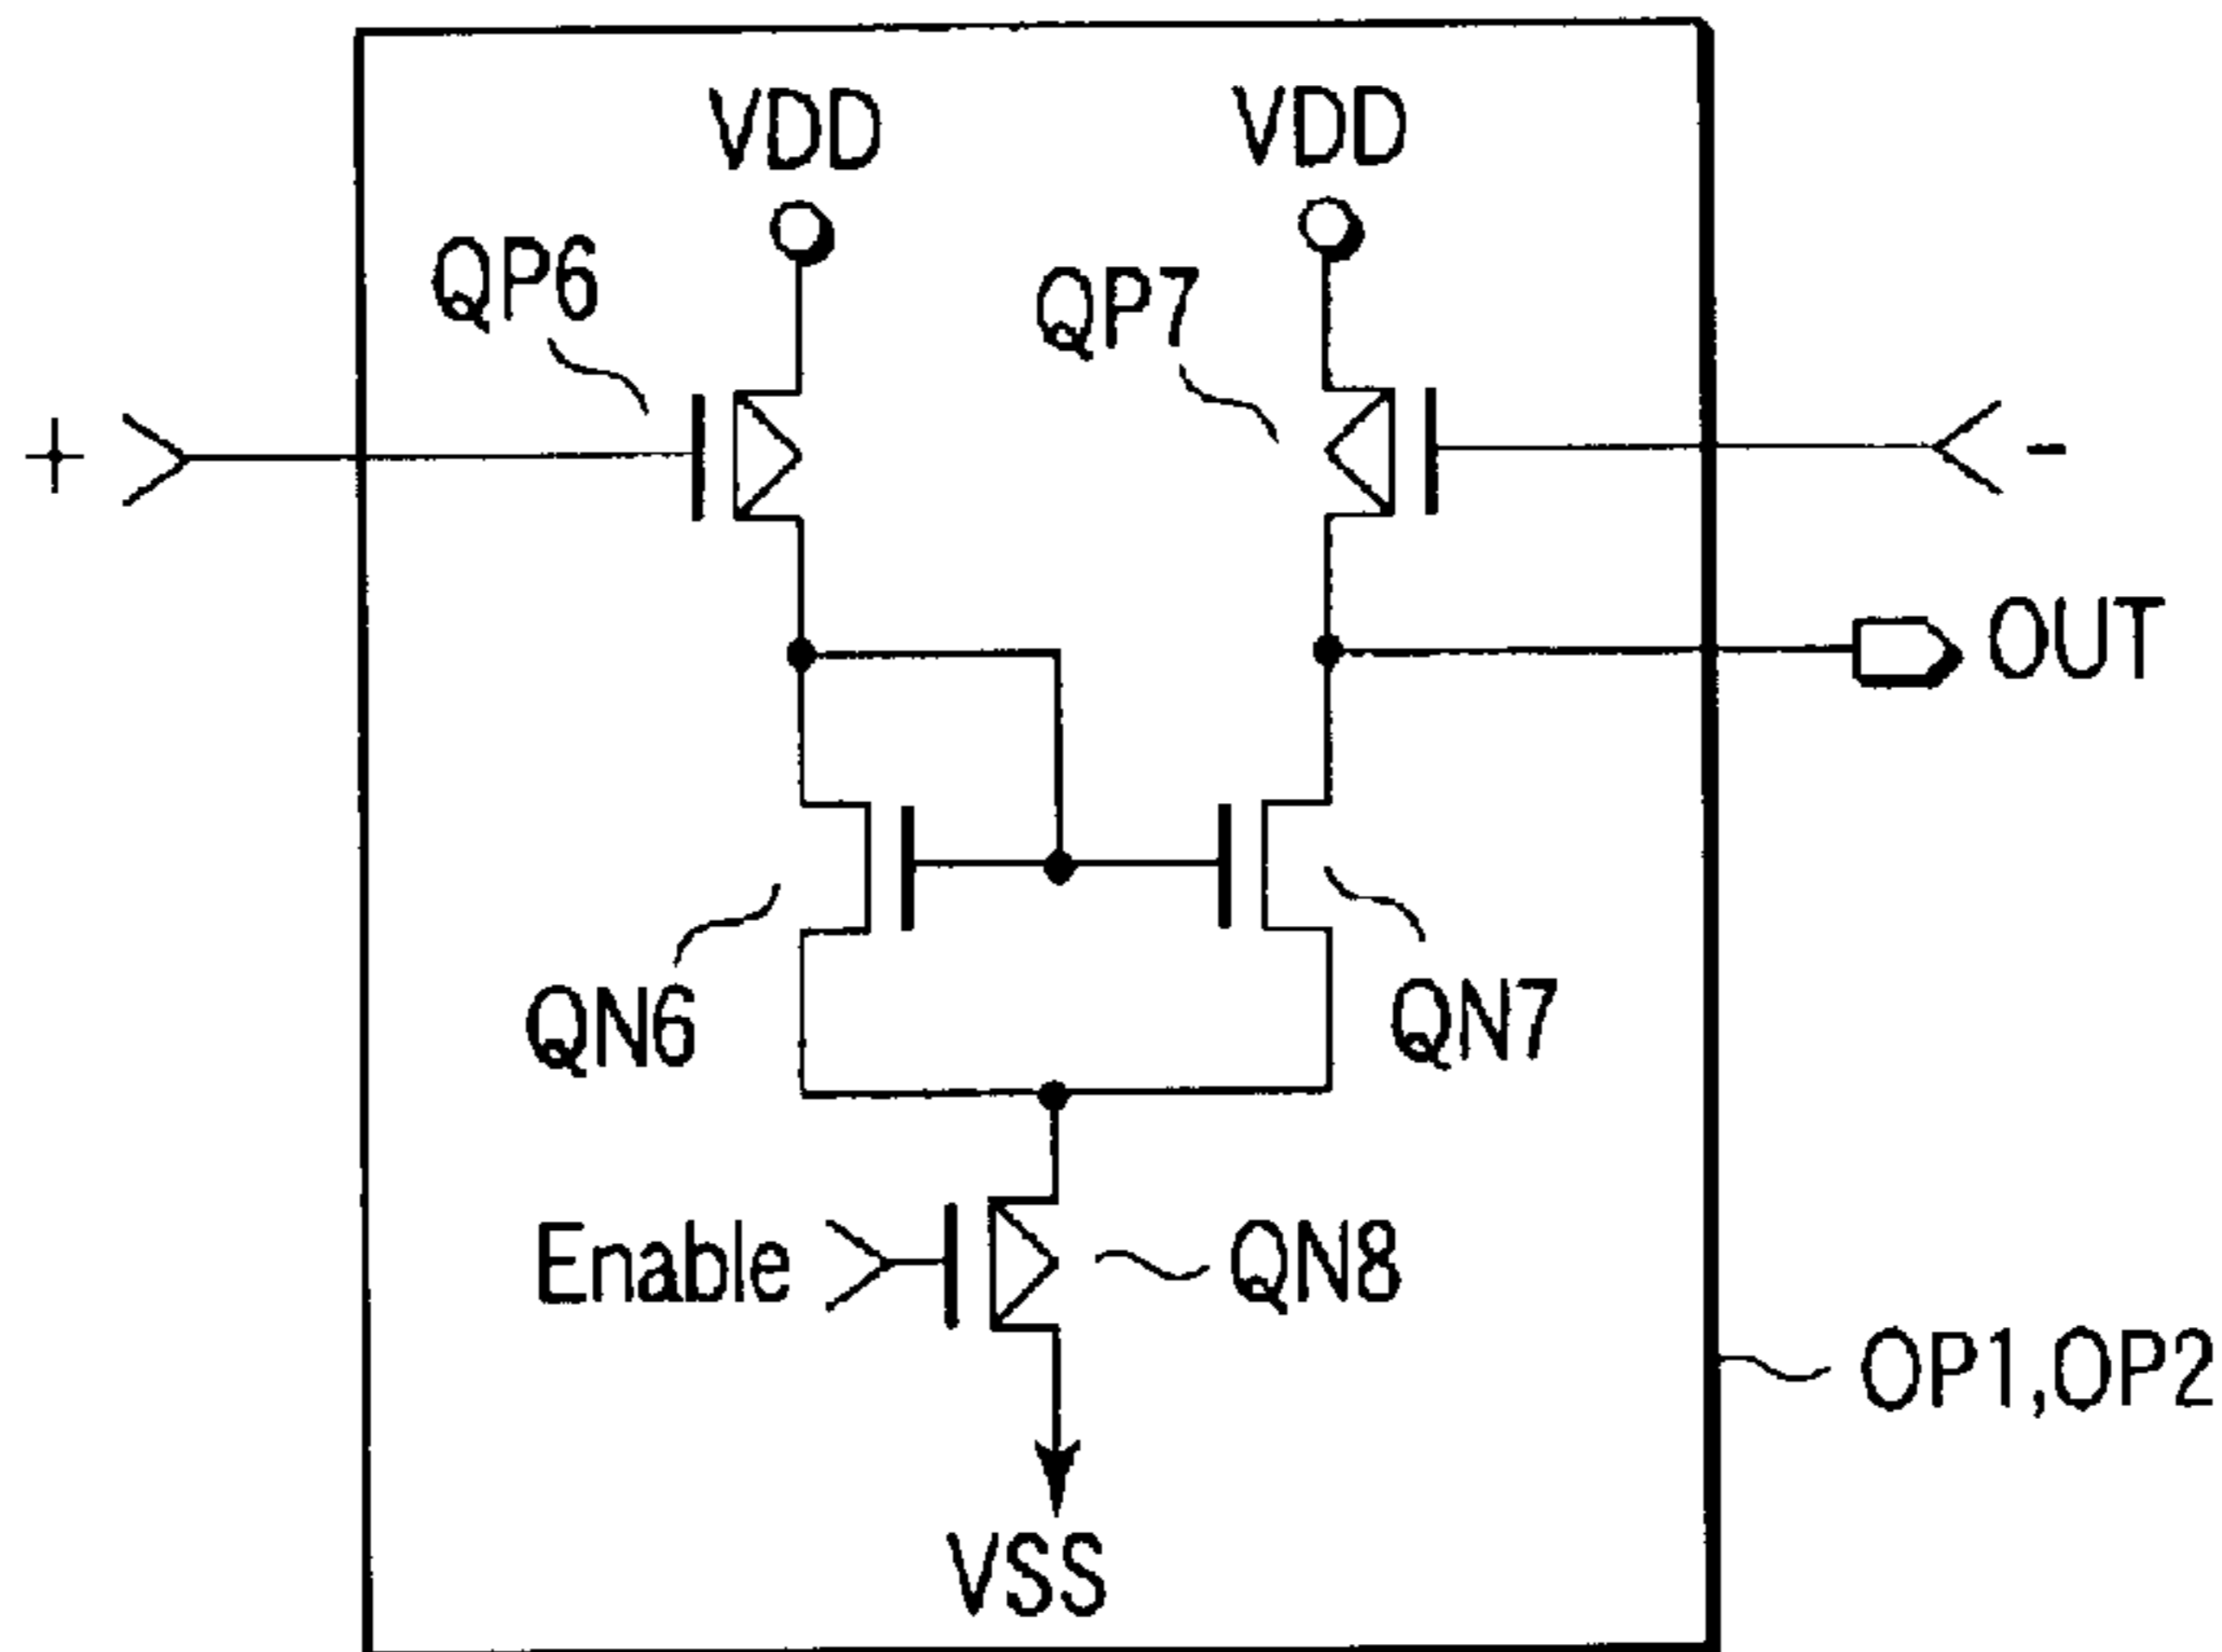 VDD
VDD
QP6
QP7
+
-
OUT
QN6
QN7
Enable
QN8
OP1,OP2
VSS